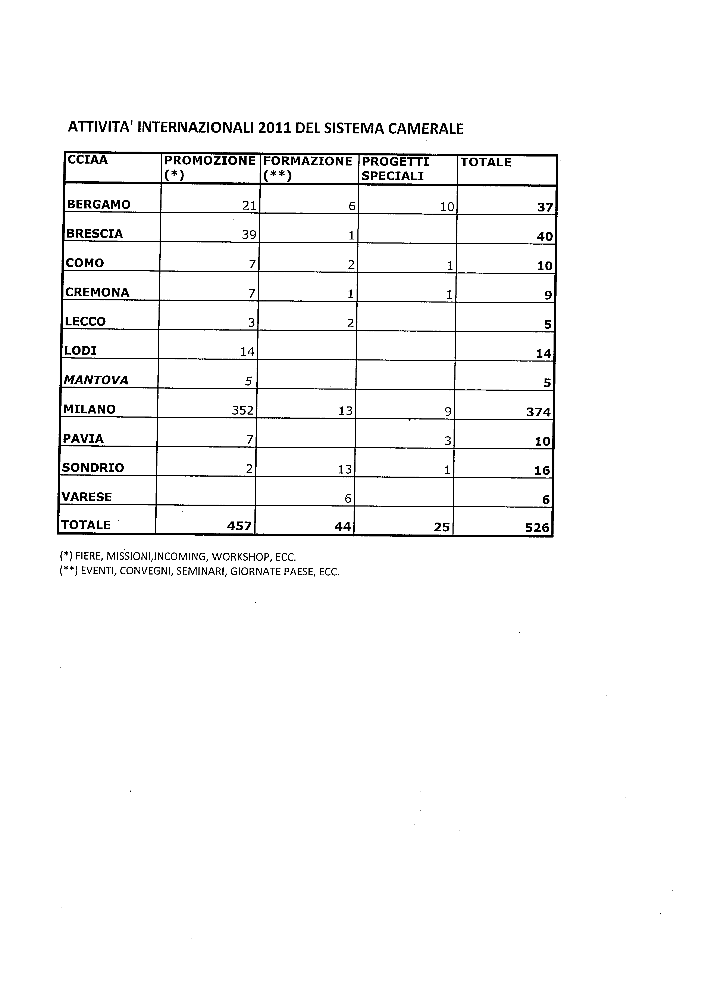 ATTIVITA' INTERNAZIONALI 2011 DEL SISTEMA CAMERALE
CCIAA PROMOZIONE (*) FORMAZIONE (**) PROGETTI SPECIALI TOTALE
BERGAMO 21 6 10 37
BRESCIA 39 1 40
COMO 7 2 1 10
CREMONA 7 1 1 9
LECCO 3 2 5
LODI 14 14
MANTOVA 5 5
MILANO 352 13 9 374
PAVIA 7 3 10
SONDRIO 2 13 1 16
VARESE 6 6
TOTALE 457 44 25 526
(*) FIERE, MISSIONI,INCOMING, WORKSHOP, ECC.
(**) EVENTI, CONVEGNI, SEMINARI, GIORNATE PAESE, ECC.